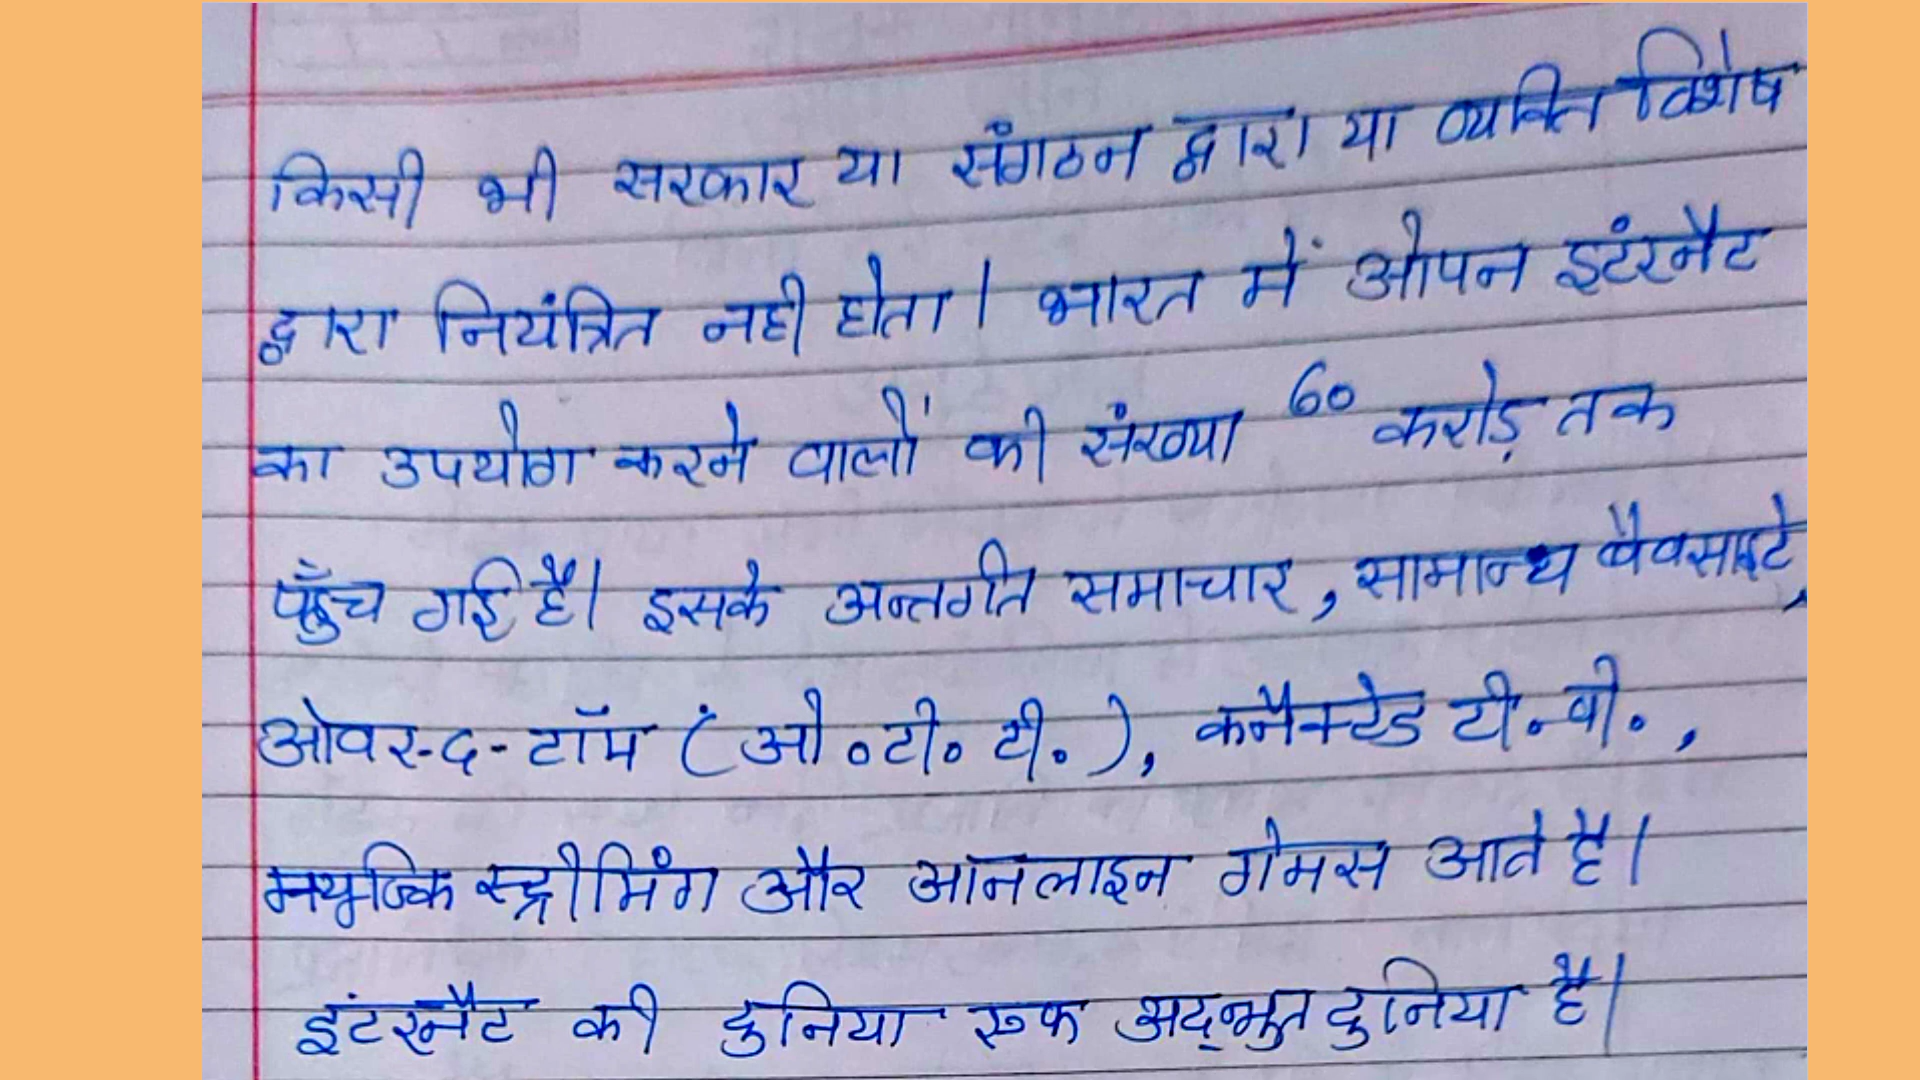 किसी भी सरकार या संगठन द्वारा या व्यक्ति विशेष
द्वारा नियंत्रित नही होता। भारत में ओपन इंटरनैट
का उपयोग करने वालों की संख्या 60 करोड़ तक
पहुँच गई है। इसके अन्तर्गत समाचार, सामान्य वैवसाइटे,
ओवर-द-टॉम (ओ.टी.टी.), कनैक्टेड टी.वी.,
म्यूज्कि स्ट्रीमिंग और ऑनलाइन गेमस आते है।
इंटरनैट की दुनिया एक अद्भुत दुनिया है।